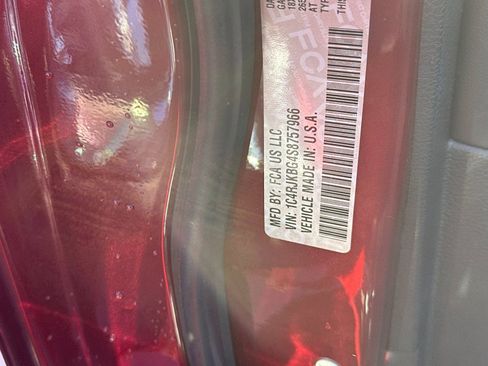 MFD BY: FCA US LLC
VIN: 1C4RJKBG4S8757966
VEHICLE MADE IN: U.S.A.